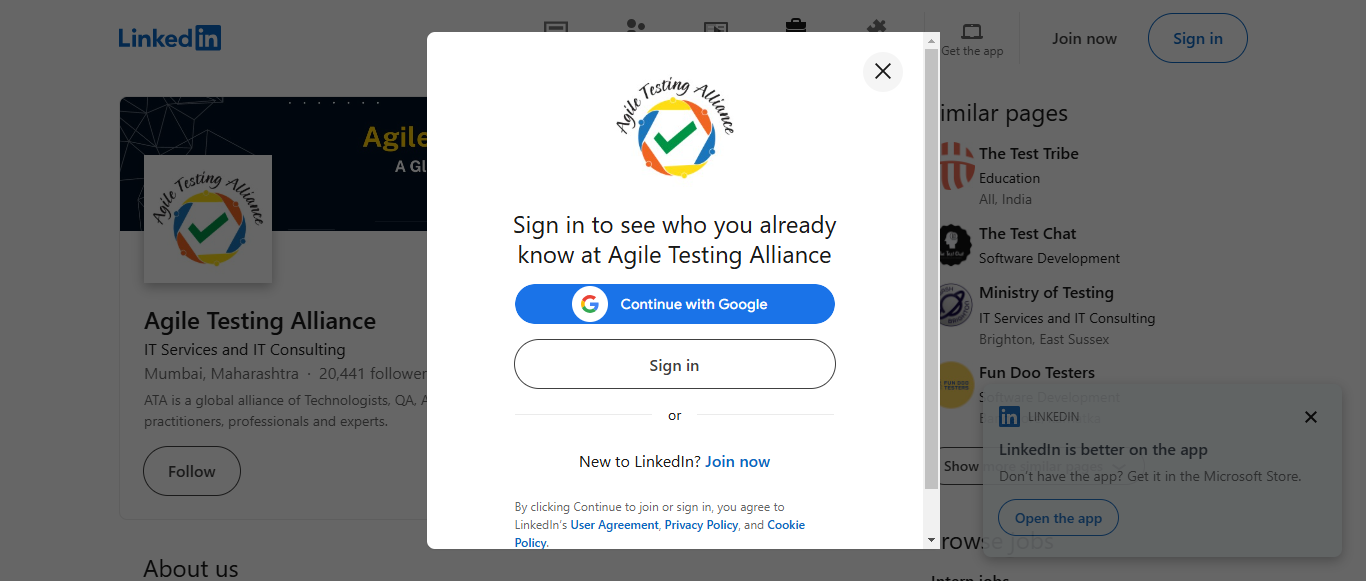 LinkedIn
Get the app
Join now
Sign in
Agile
A Gl
Agile Testing Alliance
Agile Testing Alliance
IT Services and IT Consulting
Mumbai, Maharashtra · 20,441 follower
ATA is a global alliance of Technologists, QA, A
practitioners, professionals and experts.
Follow
About us
Agile Testing Alliance
Sign in to see who you already
know at Agile Testing Alliance
Continue with Google
Sign in
or
New to LinkedIn? Join now
By clicking Continue to join or sign in, you agree to
LinkedIn's User Agreement, Privacy Policy, and Cookie
Policy.
imilar pages
The Test Tribe
Education
All, India
The Test Chat
Software Development
Ministry of Testing
IT Services and IT Consulting
Brighton, East Sussex
FUN DOO
TESTERS
Fun Doo Testers
Software Development
Show more similar pages
LINKEDIN
LinkedIn is better on the app
Don't have the app? Get it in the Microsoft Store.
Open the app
rowse jobs
Intern jobs